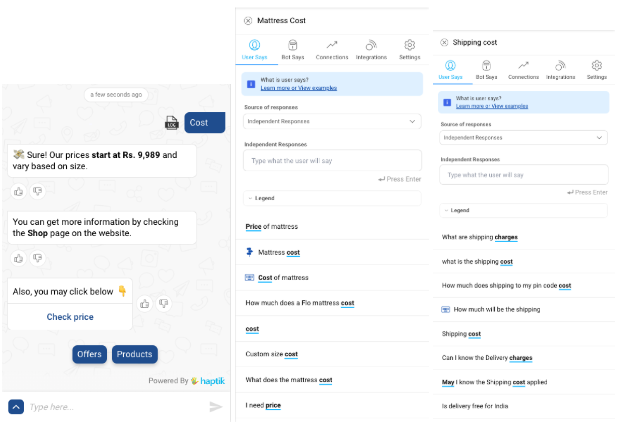 a few seconds ago
LOG
Cost
💸 Sure! Our prices start at Rs. 9,989 and
vary based on size.
You can get more information by checking
the Shop page on the website.
Also, you may click below 👇
Check price
Offers
Products
Powered By haptik
Type here...
Mattress Cost
User Says
Bot Says
Connections
Integrations
Settings
What is user says?
Learn more or View examples
Source of responses
Independent Responses
Independent Responses
Type what the user will say
Press Enter
Legend
Price of mattress
Mattress cost
Cost of mattress
How much does a Flo mattress cost
cost
Custom size cost
What does the mattress cost
I need price
Shipping cost
User Says
Bot Says
Connections
Integrations
Settings
What is user says?
Learn more or View examples
Source of responses
Independent Responses
Independent Responses
Type what the user will say
Press Enter
Legend
What are shipping charges
what is the shipping cost
How much does shipping to my pin code cost
How much will be the shipping
Shipping cost
Can I know the Delivery charges
May I know the Shipping cost applied
Is delivery free for India